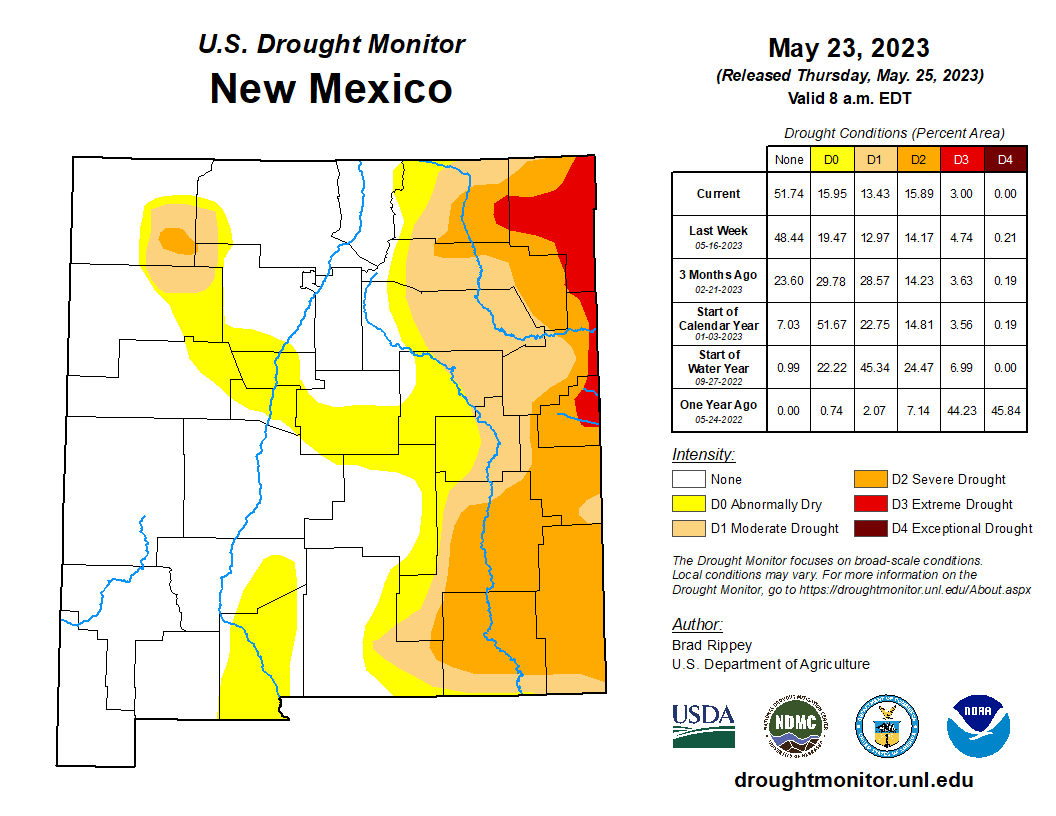 U.S. Drought Monitor
New Mexico
May 23, 2023
(Released Thursday, May. 25, 2023)
Valid 8 a.m. EDT
Drought Conditions (Percent Area)
None D0 D1 D2 D3 D4
Current 51.74 15.95 13.43 15.89 3.00 0.00
Last Week
05-16-2023
48.44 19.47 12.97 14.17 4.74 0.21
3 Months Ago
02-21-2023
23.60 29.78 28.57 14.23 3.63 0.19
Start of
Calendar Year
01-03-2023
7.03 51.67 22.75 14.81 3.56 0.19
Start of
Water Year
09-27-2022
0.99 22.22 45.34 24.47 6.99 0.00
One Year Ago
05-24-2022
0.00 0.74 2.07 7.14 44.23 45.84
Intensity:
None
D0 Abnormally Dry
D1 Moderate Drought
D2 Severe Drought
D3 Extreme Drought
D4 Exceptional Drought
The Drought Monitor focuses on broad-scale conditions.
Local conditions may vary. For more information on the
Drought Monitor, go to https://droughtmonitor.unl.edu/About.aspx
Author:
Brad Rippey
U.S. Department of Agriculture
USDA
NDMC
NOAA
droughtmonitor.unl.edu